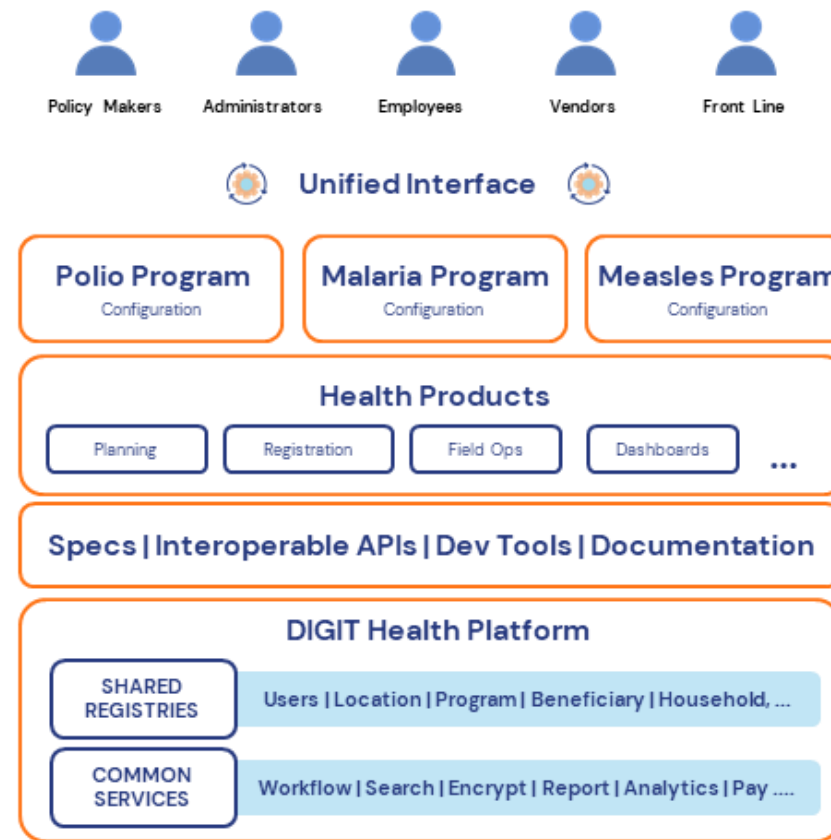 Policy Makers
Administrators
Employees
Vendors
Front Line
Unified Interface
Polio Program
Configuration
Malaria Program
Configuration
Measles Program
Configuration
Health Products
Planning
Registration
Field Ops
Dashboards
...
Specs | Interoperable APIs | Dev Tools | Documentation
DIGIT Health Platform
SHARED
REGISTRIES
Users | Location | Program | Beneficiary | Household, ...
COMMON
SERVICES
Workflow | Search | Encrypt | Report | Analytics | Pay ....